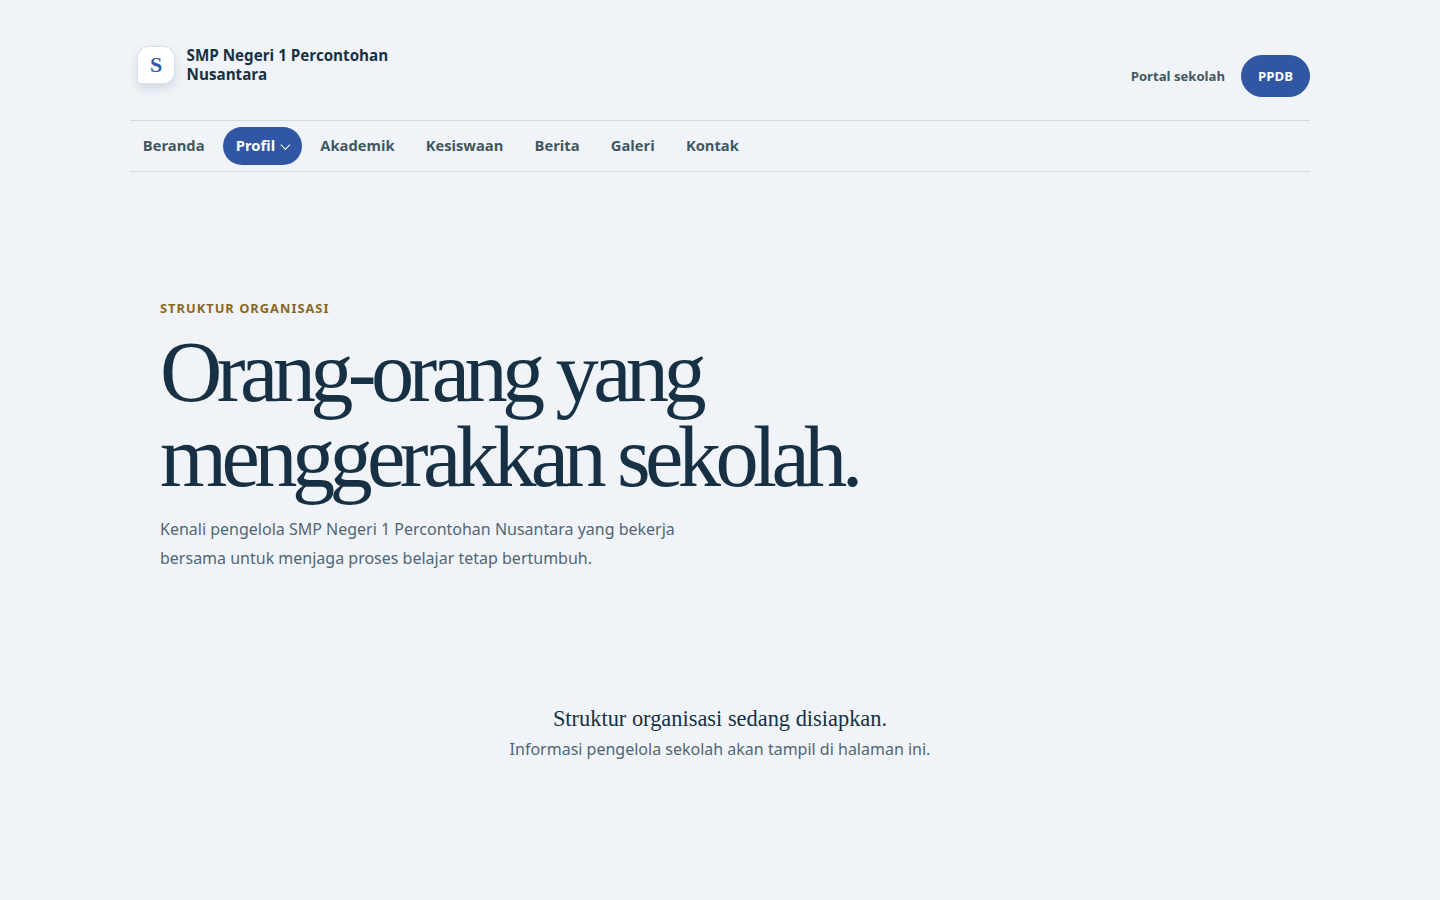 S
SMP Negeri 1 Percontohan
Nusantara
Portal sekolah
PPDB
Beranda
Profil
Akademik
Kesiswaan
Berita
Galeri
Kontak
STRUKTUR ORGANISASI
Orang-orang yang
menggerakkan sekolah.
Kenali pengelola SMP Negeri 1 Percontohan Nusantara yang bekerja
bersama untuk menjaga proses belajar tetap bertumbuh.
Struktur organisasi sedang disiapkan.
Informasi pengelola sekolah akan tampil di halaman ini.